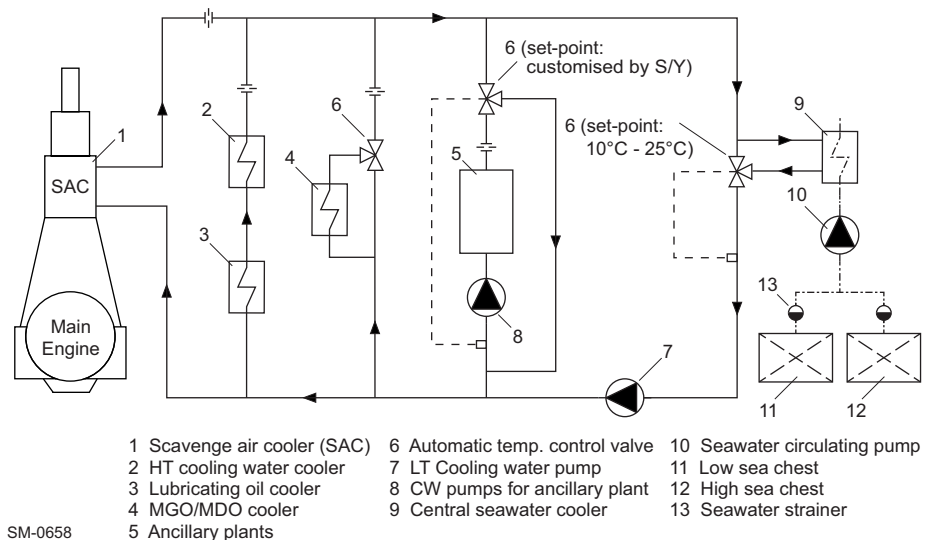 6 (set-point:
customised by S/Y)
1
2
6
6 (set-point:
10°C - 25°C)
9
SAC
4
5
10
3
13
Main
Engine
8
7
11
12
1 Scavenge air cooler (SAC)
2 HT cooling water cooler
3 Lubricating oil cooler
4 MGO/MDO cooler
5 Ancillary plants
6 Automatic temp. control valve
7 LT Cooling water pump
8 CW pumps for ancillary plant
9 Central seawater cooler
10 Seawater circulating pump
11 Low sea chest
12 High sea chest
13 Seawater strainer
SM-0658